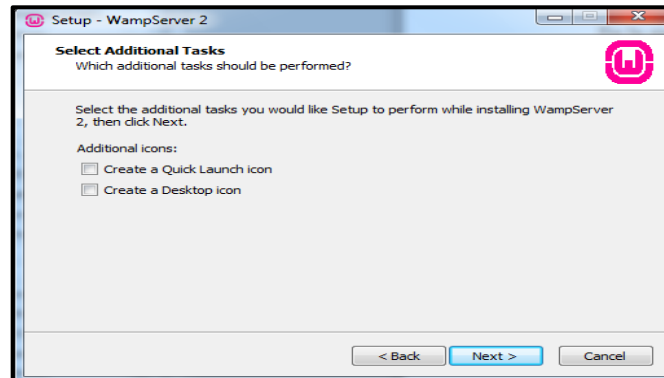 Setup - WampServer 2
Select Additional Tasks
Which additional tasks should be performed?
Select the additional tasks you would like Setup to perform while installing WampServer
2, then click Next.
Additional icons:
Create a Quick Launch icon
Create a Desktop icon
< Back
Next >
Cancel